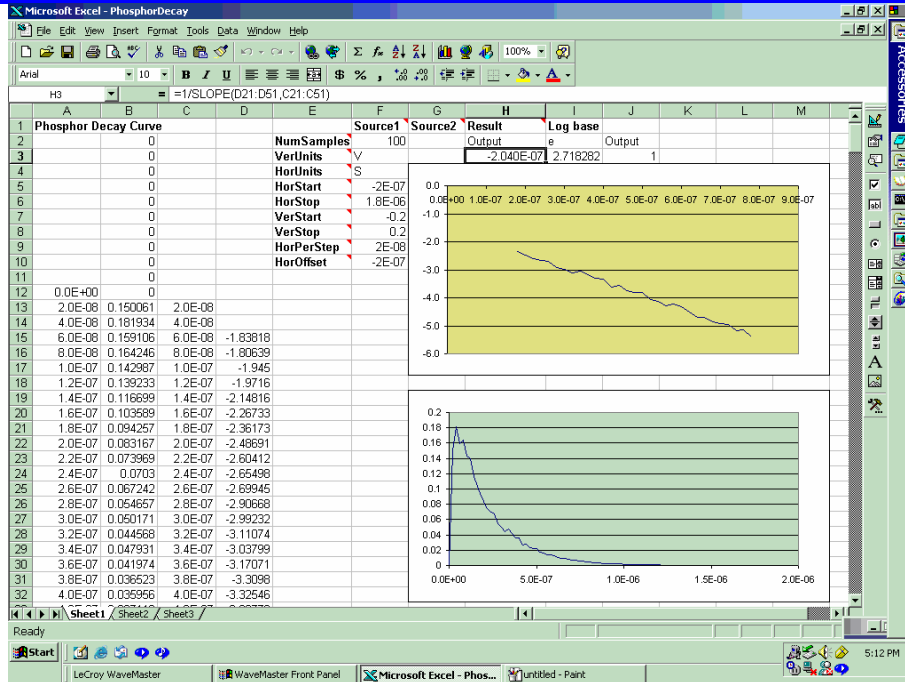 Microsoft Excel - PhosphorDecay
File Edit View Insert Format Tools Data Window Help
100%
Arial 10 B I U $ % ,
H3 = =1/SLOPE(D21:D51,C21:C51)
A B C D E F G H I J K L M
1 Phosphor Decay Curve Source1 Source2 Result Log base
2 0 NumSamples 100 Output e Output
3 0 VerUnits V -2.040E-07 2.718282 1
4 0 HorUnits S
5 0 HorStart -2E-07
6 0 HorStop 1.8E-06
7 0 VerStart -0.2
8 0 VerStop 0.2
9 0 HorPerStep 2E-08
10 0 HorOffset -2E-07
11 0
12 0.0E+00 0
13 2.0E-08 0.150061 2.0E-08
14 4.0E-08 0.181934 4.0E-08
15 6.0E-08 0.159106 6.0E-08 -1.83818
16 8.0E-08 0.164246 8.0E-08 -1.80639
17 1.0E-07 0.142987 1.0E-07 -1.945
18 1.2E-07 0.139233 1.2E-07 -1.9716
19 1.4E-07 0.116699 1.4E-07 -2.14816
20 1.6E-07 0.103589 1.6E-07 -2.26733
21 1.8E-07 0.094257 1.8E-07 -2.36173
22 2.0E-07 0.083167 2.0E-07 -2.48691
23 2.2E-07 0.073969 2.2E-07 -2.60412
24 2.4E-07 0.0703 2.4E-07 -2.65498
25 2.6E-07 0.067242 2.6E-07 -2.69945
26 2.8E-07 0.054657 2.8E-07 -2.90668
27 3.0E-07 0.050171 3.0E-07 -2.99232
28 3.2E-07 0.044568 3.2E-07 -3.11074
29 3.4E-07 0.047931 3.4E-07 -3.03799
30 3.6E-07 0.041974 3.6E-07 -3.17071
31 3.8E-07 0.036523 3.8E-07 -3.3098
32 4.0E-07 0.035956 4.0E-07 -3.32546
0.0
0.0E+00 1.0E-07 2.0E-07 3.0E-07 4.0E-07 5.0E-07 6.0E-07 7.0E-07 8.0E-07 9.0E-07
-1.0
-2.0
-3.0
-4.0
-5.0
-6.0
0.2
0.18
0.16
0.14
0.12
0.1
0.08
0.06
0.04
0.02
0
0.0E+00 5.0E-07 1.0E-06 1.5E-06 2.0E-06
Accessories
Sheet1 Sheet2 Sheet3
Ready
Start
5:12 PM
LeCroy WaveMaster WaveMaster Front Panel Microsoft Excel - Phos... untitled - Paint